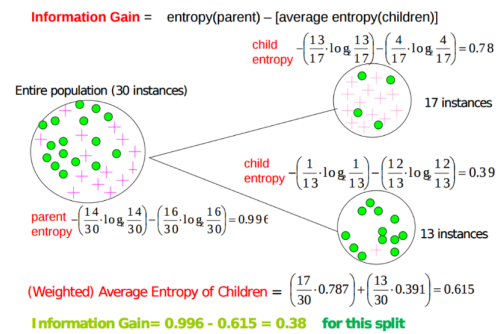 Information Gain = entropy(parent) – [average entropy(children)]
child entropy −(13/17 · log₂ 13/17) − (4/17 · log₂ 4/17) = 0.78
Entire population (30 instances)
17 instances
child entropy −(1/13 · log₂ 1/13) − (12/13 · log₂ 12/13) = 0.39
parent entropy −(14/30 · log₂ 14/30) − (16/30 · log₂ 16/30) = 0.996
13 instances
(Weighted) Average Entropy of Children = (17/30 · 0.787) + (13/30 · 0.391) = 0.615
Information Gain= 0.996 - 0.615 = 0.38 for this split